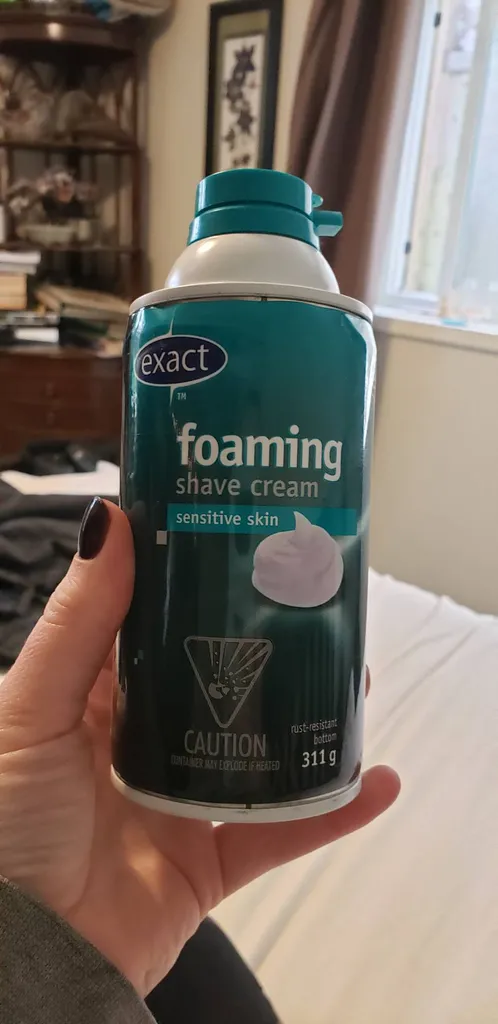 exact
TM
foaming
shave cream
sensitive skin
CAUTION
CONTAINER MAY EXPLODE IF HEATED
rust-resistant
bottom
311 g